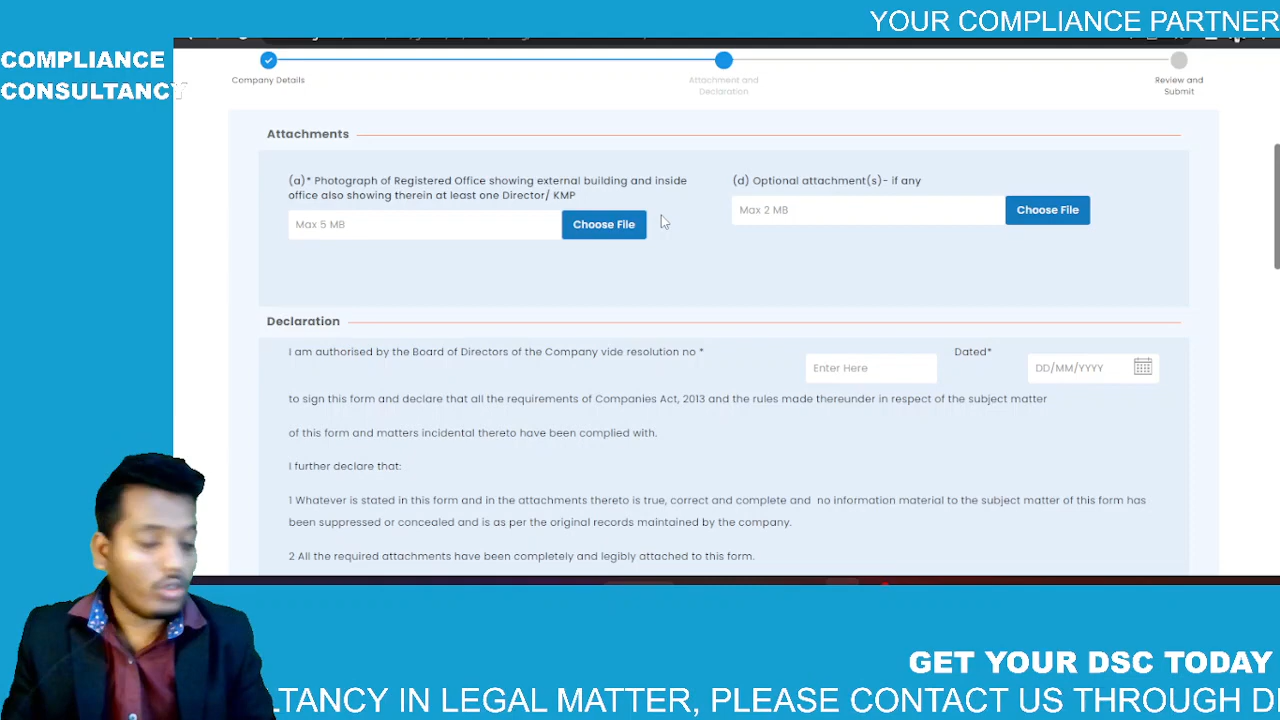 YOUR COMPLIANCE PARTNER
COMPLIANCE
CONSULTANCY
Company Details
Attachment and
Declaration
Review and
Submit
Attachments
(a)* Photograph of Registered Office showing external building and inside
office also showing therein at least one Director/ KMP
Max 5 MB
Choose File
(d) Optional attachment(s)- if any
Max 2 MB
Choose File
Declaration
I am authorised by the Board of Directors of the Company vide resolution no *
Enter Here
Dated*
DD/MM/YYYY
to sign this form and declare that all the requirements of Companies Act, 2013 and the rules made thereunder in respect of the subject matter
of this form and matters incidental thereto have been complied with.
I further declare that:
1 Whatever is stated in this form and in the attachments thereto is true, correct and complete and no information material to the subject matter of this form has
been suppressed or concealed and is as per the original records maintained by the company.
2 All the required attachments have been completely and legibly attached to this form.
GET YOUR DSC TODAY
LTANCY IN LEGAL MATTER, PLEASE CONTACT US THROUGH D